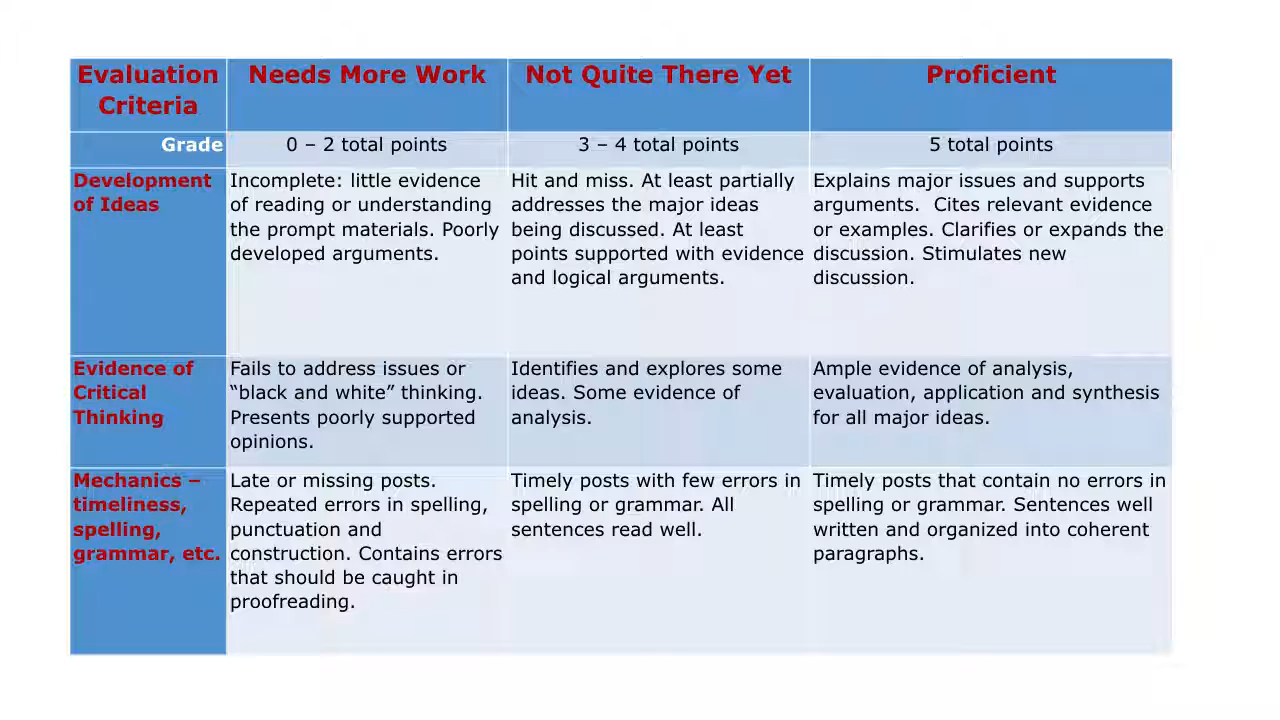 Evaluation
Criteria
Needs More Work
Not Quite There Yet
Proficient
Grade
0 – 2 total points
3 – 4 total points
5 total points
Development
of Ideas
Incomplete: little evidence
of reading or understanding
the prompt materials. Poorly
developed arguments.
Hit and miss. At least partially
addresses the major ideas
being discussed. At least
points supported with evidence
and logical arguments.
Explains major issues and supports
arguments.  Cites relevant evidence
or examples. Clarifies or expands the
discussion. Stimulates new
discussion.
Evidence of
Critical
Thinking
Fails to address issues or
“black and white” thinking.
Presents poorly supported
opinions.
Identifies and explores some
ideas. Some evidence of
analysis.
Ample evidence of analysis,
evaluation, application and synthesis
for all major ideas.
Mechanics –
timeliness,
spelling,
grammar, etc.
Late or missing posts.
Repeated errors in spelling,
punctuation and
construction. Contains errors
that should be caught in
proofreading.
Timely posts with few errors in
spelling or grammar. All
sentences read well.
Timely posts that contain no errors in
spelling or grammar. Sentences well
written and organized into coherent
paragraphs.